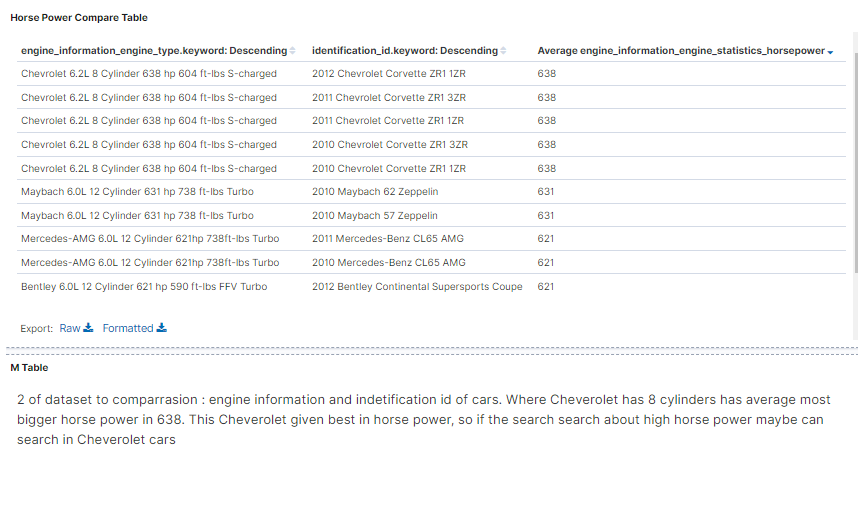 Horse Power Compare Table
engine_information_engine_type.keyword: Descending identification_id.keyword: Descending Average engine_information_engine_statistics_horsepower
Chevrolet 6.2L 8 Cylinder 638 hp 604 ft-lbs S-charged 2012 Chevrolet Corvette ZR1 1ZR 638
Chevrolet 6.2L 8 Cylinder 638 hp 604 ft-lbs S-charged 2011 Chevrolet Corvette ZR1 3ZR 638
Chevrolet 6.2L 8 Cylinder 638 hp 604 ft-lbs S-charged 2011 Chevrolet Corvette ZR1 1ZR 638
Chevrolet 6.2L 8 Cylinder 638 hp 604 ft-lbs S-charged 2010 Chevrolet Corvette ZR1 3ZR 638
Chevrolet 6.2L 8 Cylinder 638 hp 604 ft-lbs S-charged 2010 Chevrolet Corvette ZR1 1ZR 638
Maybach 6.0L 12 Cylinder 631 hp 738 ft-lbs Turbo 2010 Maybach 62 Zeppelin 631
Maybach 6.0L 12 Cylinder 631 hp 738 ft-lbs Turbo 2010 Maybach 57 Zeppelin 631
Mercedes-AMG 6.0L 12 Cylinder 621hp 738ft-lbs Turbo 2011 Mercedes-Benz CL65 AMG 621
Mercedes-AMG 6.0L 12 Cylinder 621hp 738ft-lbs Turbo 2010 Mercedes-Benz CL65 AMG 621
Bentley 6.0L 12 Cylinder 621 hp 590 ft-lbs FFV Turbo 2012 Bentley Continental Supersports Coupe 621
Export: Raw Formatted
M Table
2 of dataset to comparrasion : engine information and indetification id of cars. Where Cheverolet has 8 cylinders has average most
bigger horse power in 638. This Cheverolet given best in horse power, so if the search search about high horse power maybe can
search in Cheverolet cars